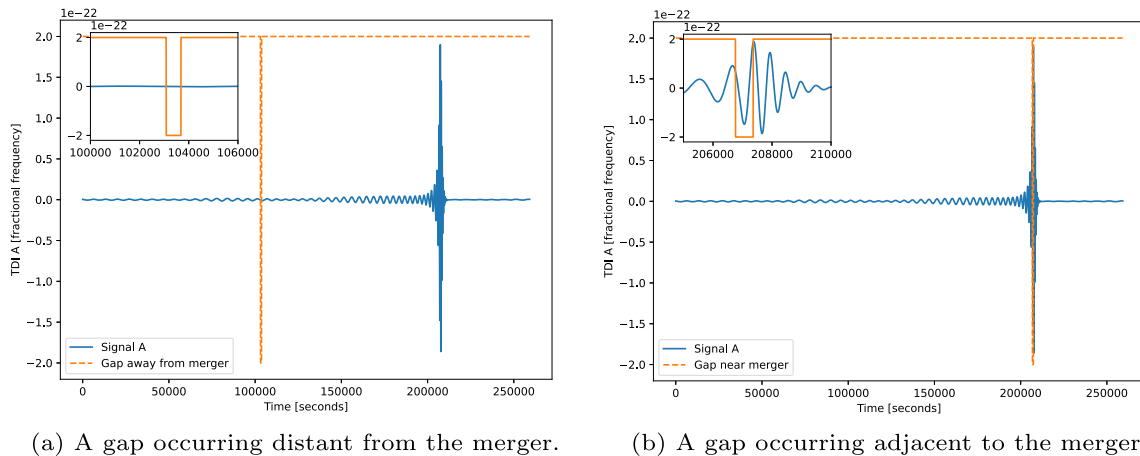 1e−22
1e−22
2
0
−2
100000 102000 104000 106000
2.0
1.5
1.0
0.5
0.0
−0.5
−1.0
−1.5
−2.0
TDI A [fractional frequency]
Signal A
Gap away from merger
0 50000 100000 150000 200000 250000
Time [seconds]
(a) A gap occurring distant from the merger.
1e−22
1e−22
2
0
−2
206000 208000 210000
2.0
1.5
1.0
0.5
0.0
−0.5
−1.0
−1.5
−2.0
TDI A [fractional frequency]
Signal A
Gap near merger
0 50000 100000 150000 200000 250000
Time [seconds]
(b) A gap occurring adjacent to the merger